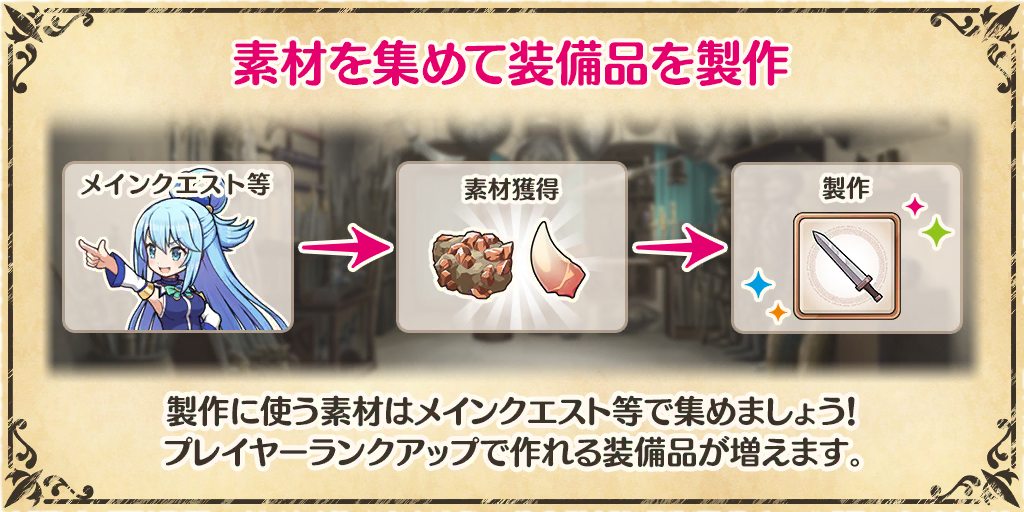 素材を集めて装備品を製作
メインクエスト等
素材獲得
製作
製作に使う素材はメインクエスト等で集めましょう!
プレイヤーランクアップで作れる装備品が増えます。